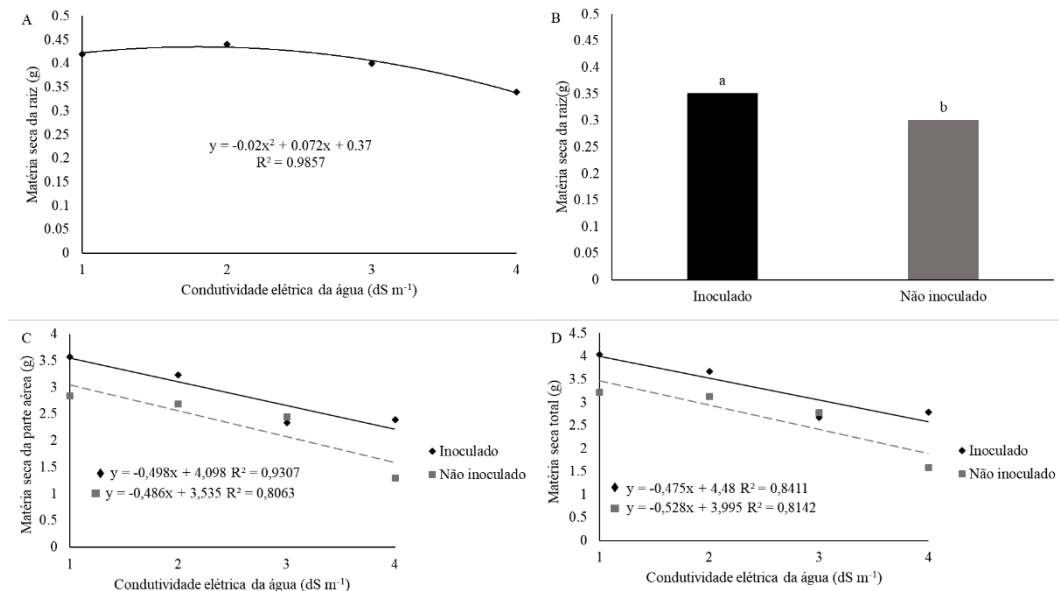 A
Matéria seca da raiz (g)
0.5
0.45
0.4
0.35
0.3
0.25
0.2
0.15
0.1
0.05
0
y = -0.02x² + 0.072x + 0.37
R² = 0.9857
1 2 3 4
Condutividade elétrica da água (dS m⁻¹)
B
Matéria seca da raiz(g)
0.5
0.45
0.4
0.35
0.3
0.25
0.2
0.15
0.1
0.05
0
a
b
Inoculado Não inoculado
C
Matéria seca da parte aérea (g)
4
3.5
3
2.5
2
1.5
1
0.5
0
Inoculado
Não inoculado
y = -0,498x + 4,098 R² = 0,9307
y = -0,486x + 3,535 R² = 0,8063
1 2 3 4
Condutividade elétrica da água (dS m⁻¹)
D
Matéria seca total (g)
4.5
4
3.5
3
2.5
2
1.5
1
0.5
0
Inoculado
Não inoculado
y = -0,475x + 4,48 R² = 0,8411
y = -0,528x + 3,995 R² = 0,8142
1 2 3 4
Condutividade elétrica da água (dS m⁻¹)